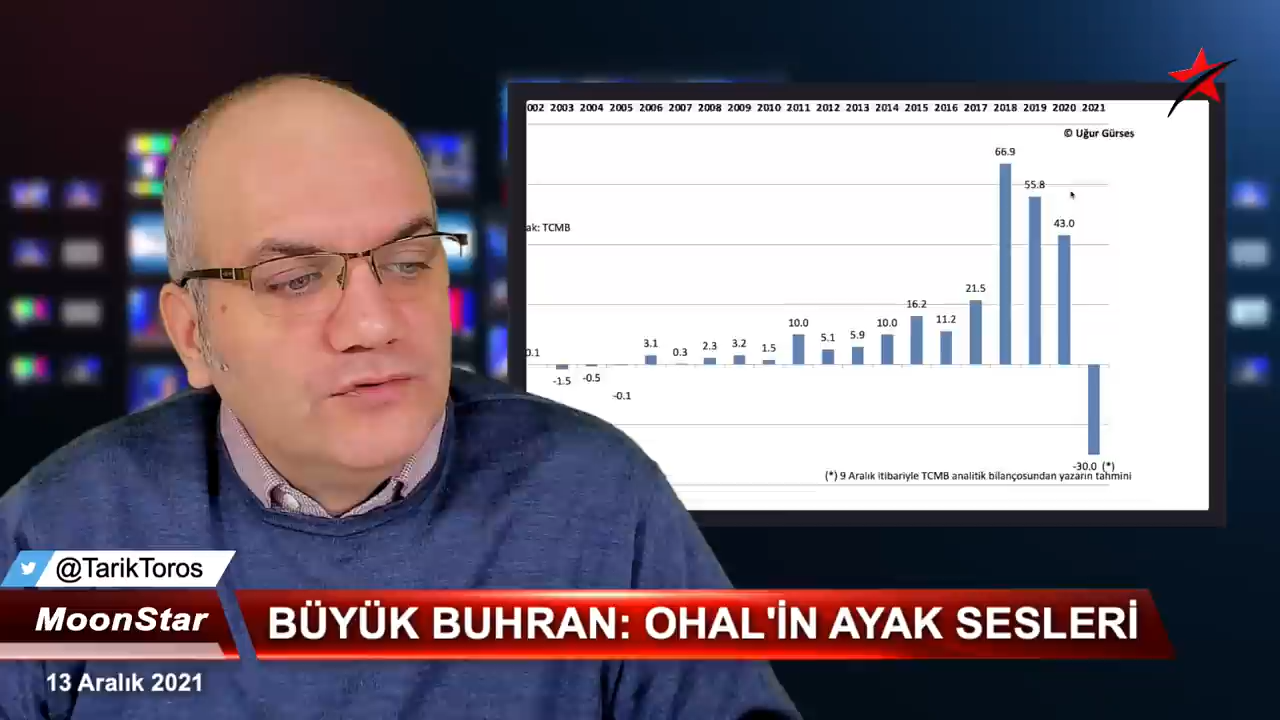 002 2003 2004 2005 2006 2007 2008 2009 2010 2011 2012 2013 2014 2015 2016 2017 2018 2019 2020 2021
© Uğur Gürses
66.9
55.8
43.0
ak: TCMB
21.5
16.2
11.2
10.0
5.9
5.1
10.0
1.5
3.2
2.3
0.3
3.1
0.1
-1.5
-0.5
-0.1
-30.0 (*)
(*) 9 Aralık itibariyle TCMB analitik bilançosundan yazarın tahmini
@TarikToros
MoonStar
BÜYÜK BUHRAN: OHAL'İN AYAK SESLERİ
13 Aralık 2021